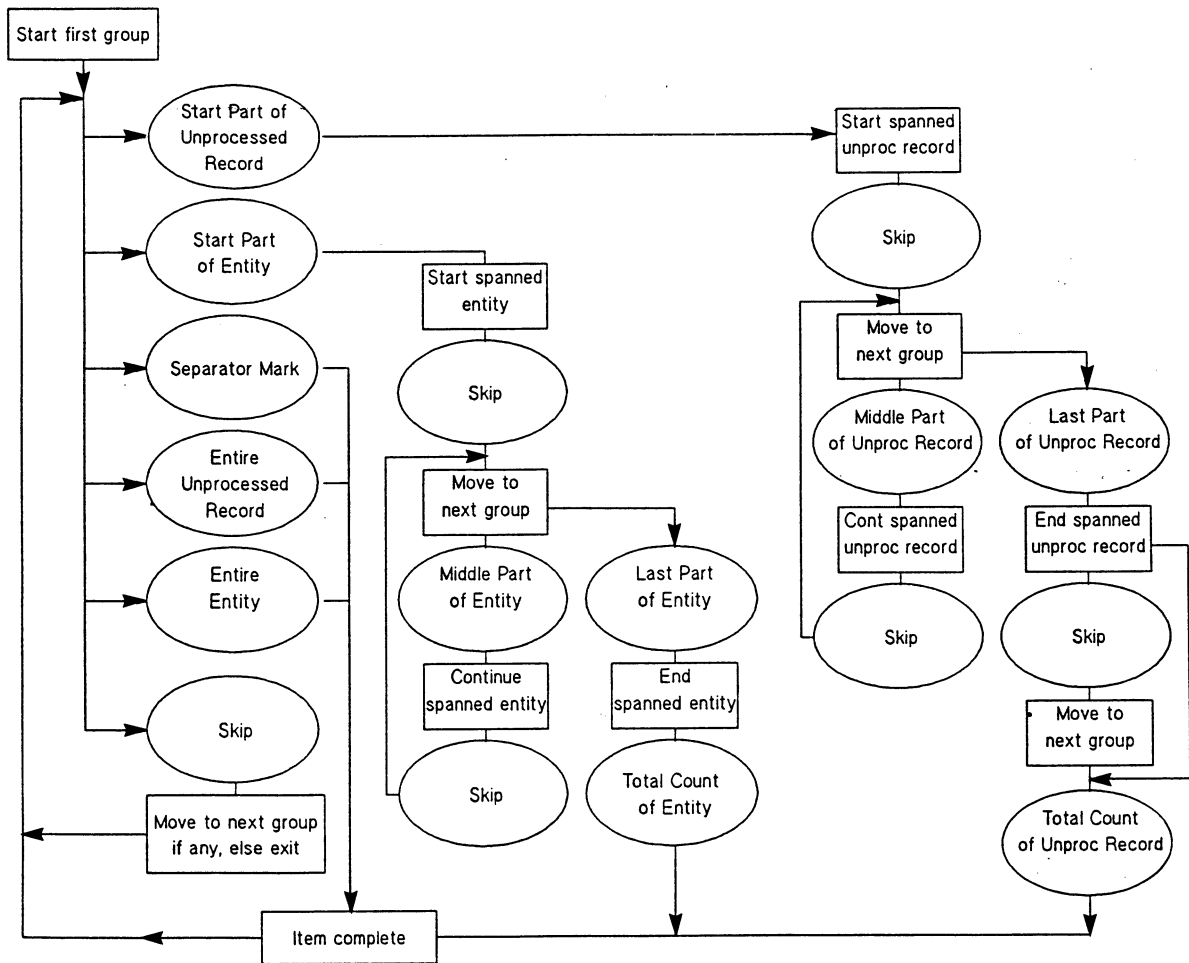 Start first group
Start Part of
Unprocessed
Record
Start Part
of Entity
Separator Mark
Entire
Unprocessed
Record
Entire
Entity
Skip
Move to next group
if any, else exit
Item complete
Start spanned
entity
Skip
Move to
next group
Middle Part
of Entity
Continue
spanned entity
Skip
Last Part
of Entity
End
spanned entity
Total Count
of Entity
Start spanned
unproc record
Skip
Move to
next group
Middle Part
of Unproc Record
Cont spanned
unproc record
Skip
Last Part
of Unproc Record
End spanned
unproc record
Skip
Move to
next group
Total Count
of Unproc Record